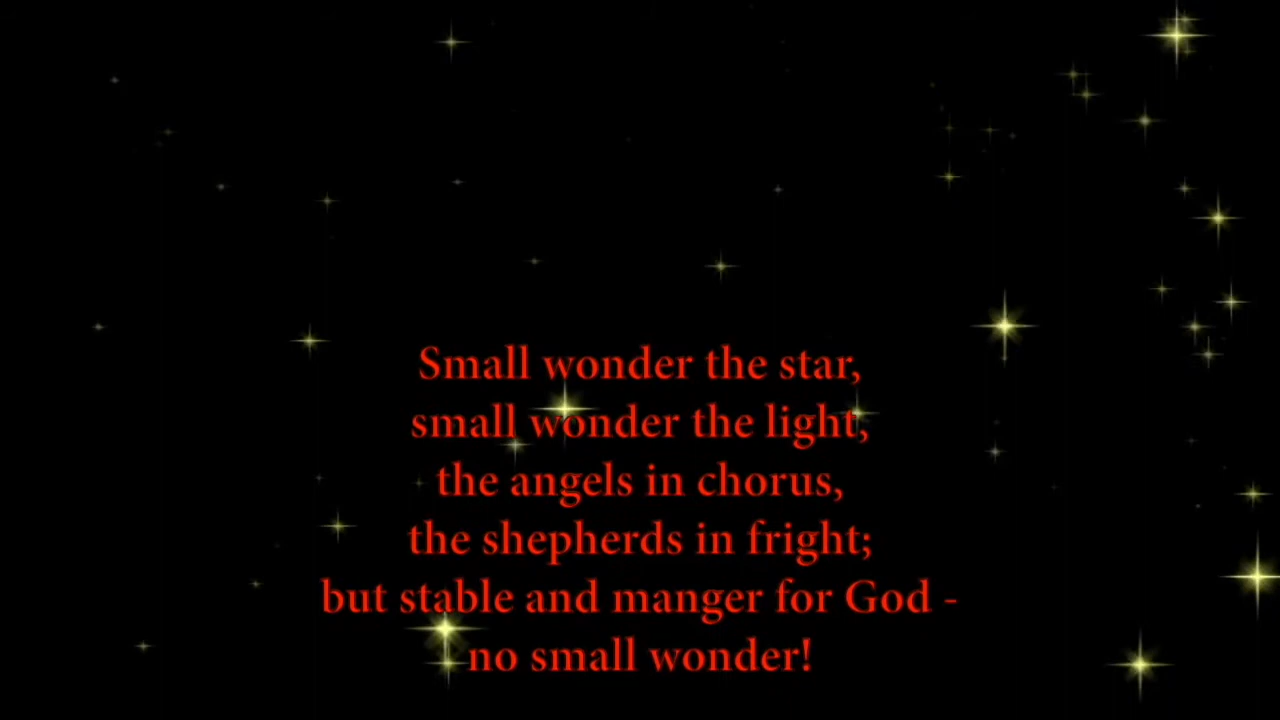 Small wonder the star,
small wonder the light,
the angels in chorus,
the shepherds in fright;
but stable and manger for God -
no small wonder!